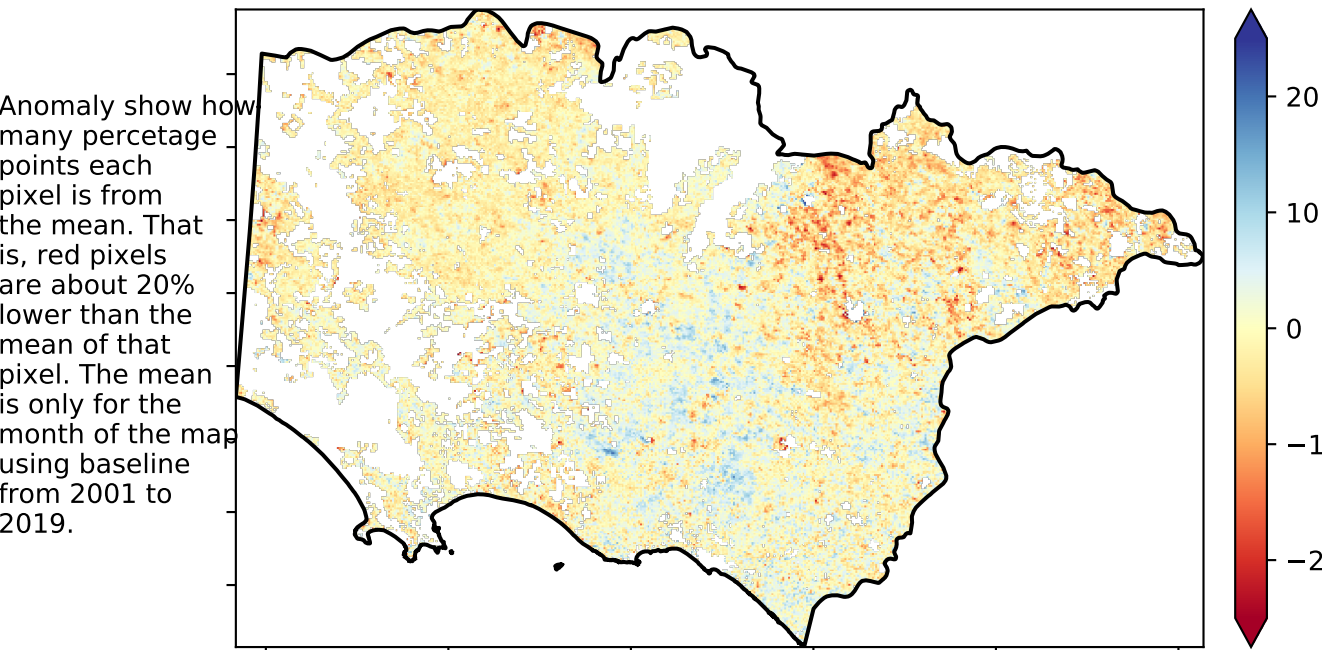 Anomaly show how
many percetage
points each
pixel is from
the mean. That
is, red pixels
are about 20%
lower than the
mean of that
pixel. The mean
is only for the
month of the map
using baseline
from 2001 to
2019.
20
10
0
−1
−2